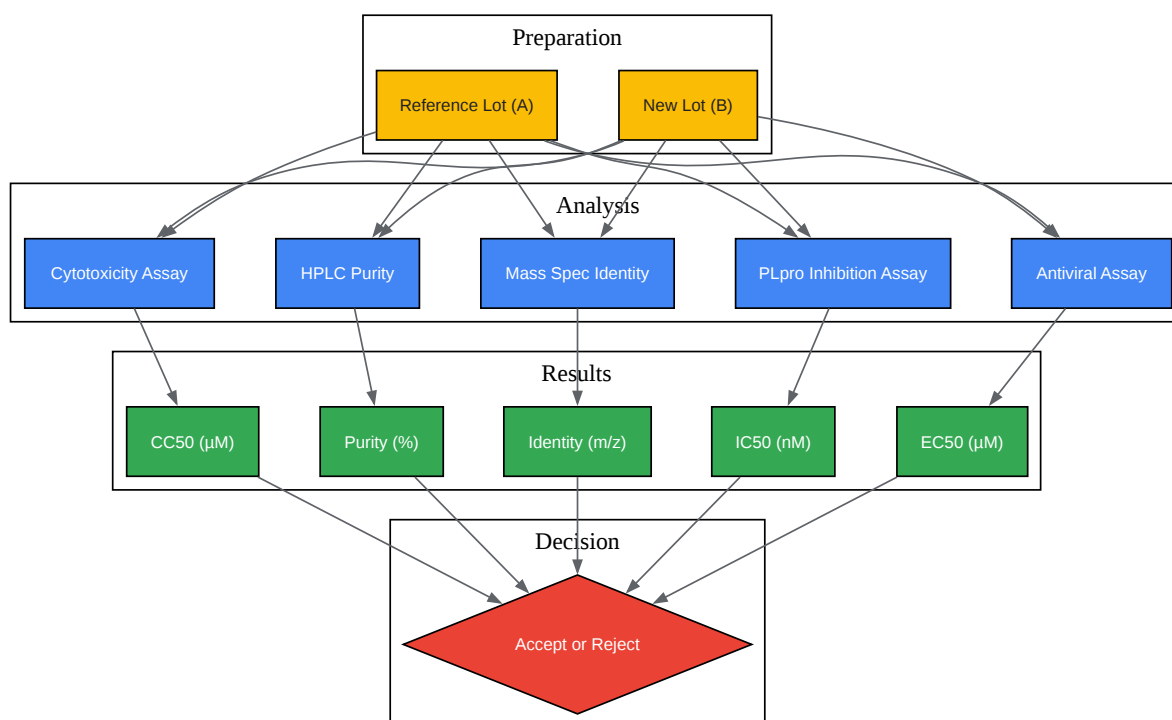 Preparation
Reference Lot (A)
New Lot (B)
Analysis
Cytotoxicity Assay
HPLC Purity
Mass Spec Identity
PLpro Inhibition Assay
Antiviral Assay
Results
CC50 (µM)
Purity (%)
Identity (m/z)
IC50 (nM)
EC50 (µM)
Decision
Accept or Reject